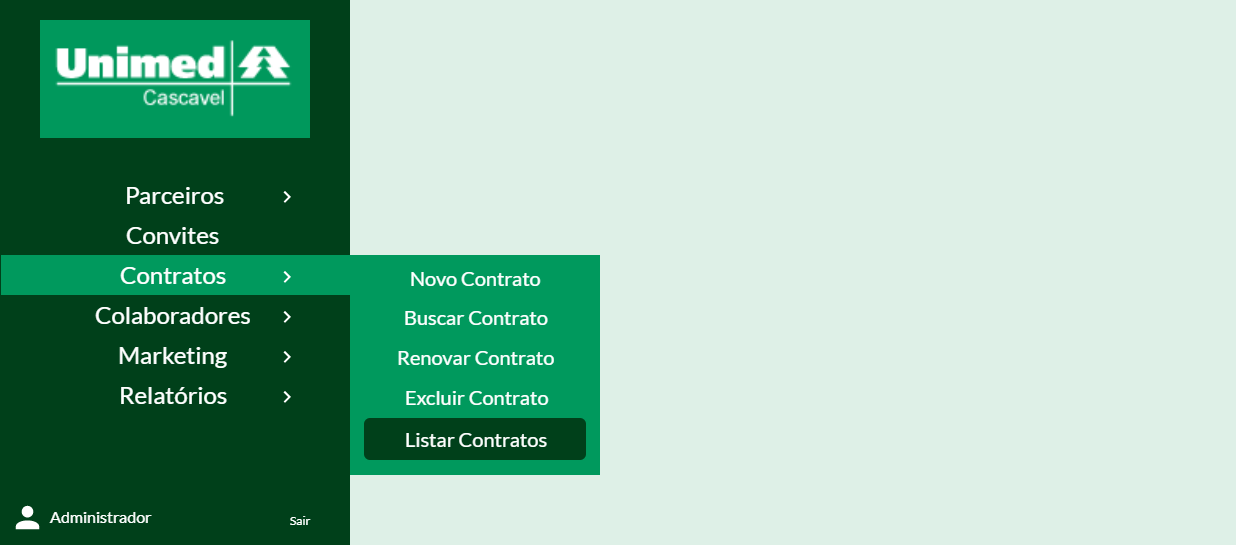 Unimed
Cascavel
Parceiros
Convites
Contratos
Colaboradores
Marketing
Relatórios
Novo Contrato
Buscar Contrato
Renovar Contrato
Excluir Contrato
Listar Contratos
Administrador
Sair